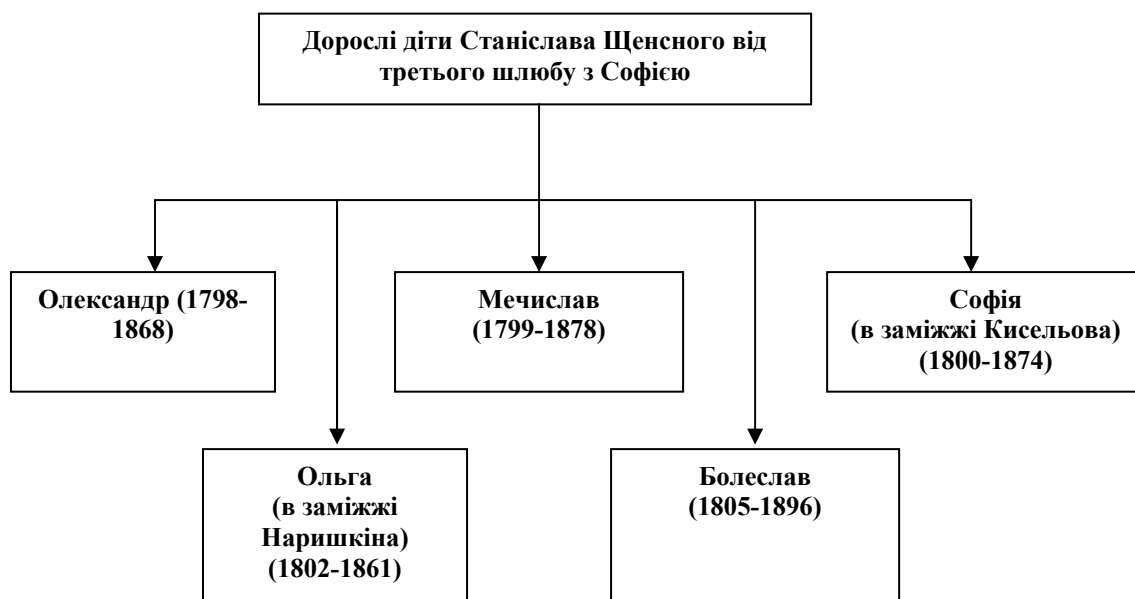 Дорослі діти Станіслава Щенсного від
третього шлюбу з Софією
Олександр (1798-
1868)
Мечислав
(1799-1878)
Софія
(в заміжжі Кисельова)
(1800-1874)
Ольга
(в заміжжі
Наришкіна)
(1802-1861)
Болеслав
(1805-1896)